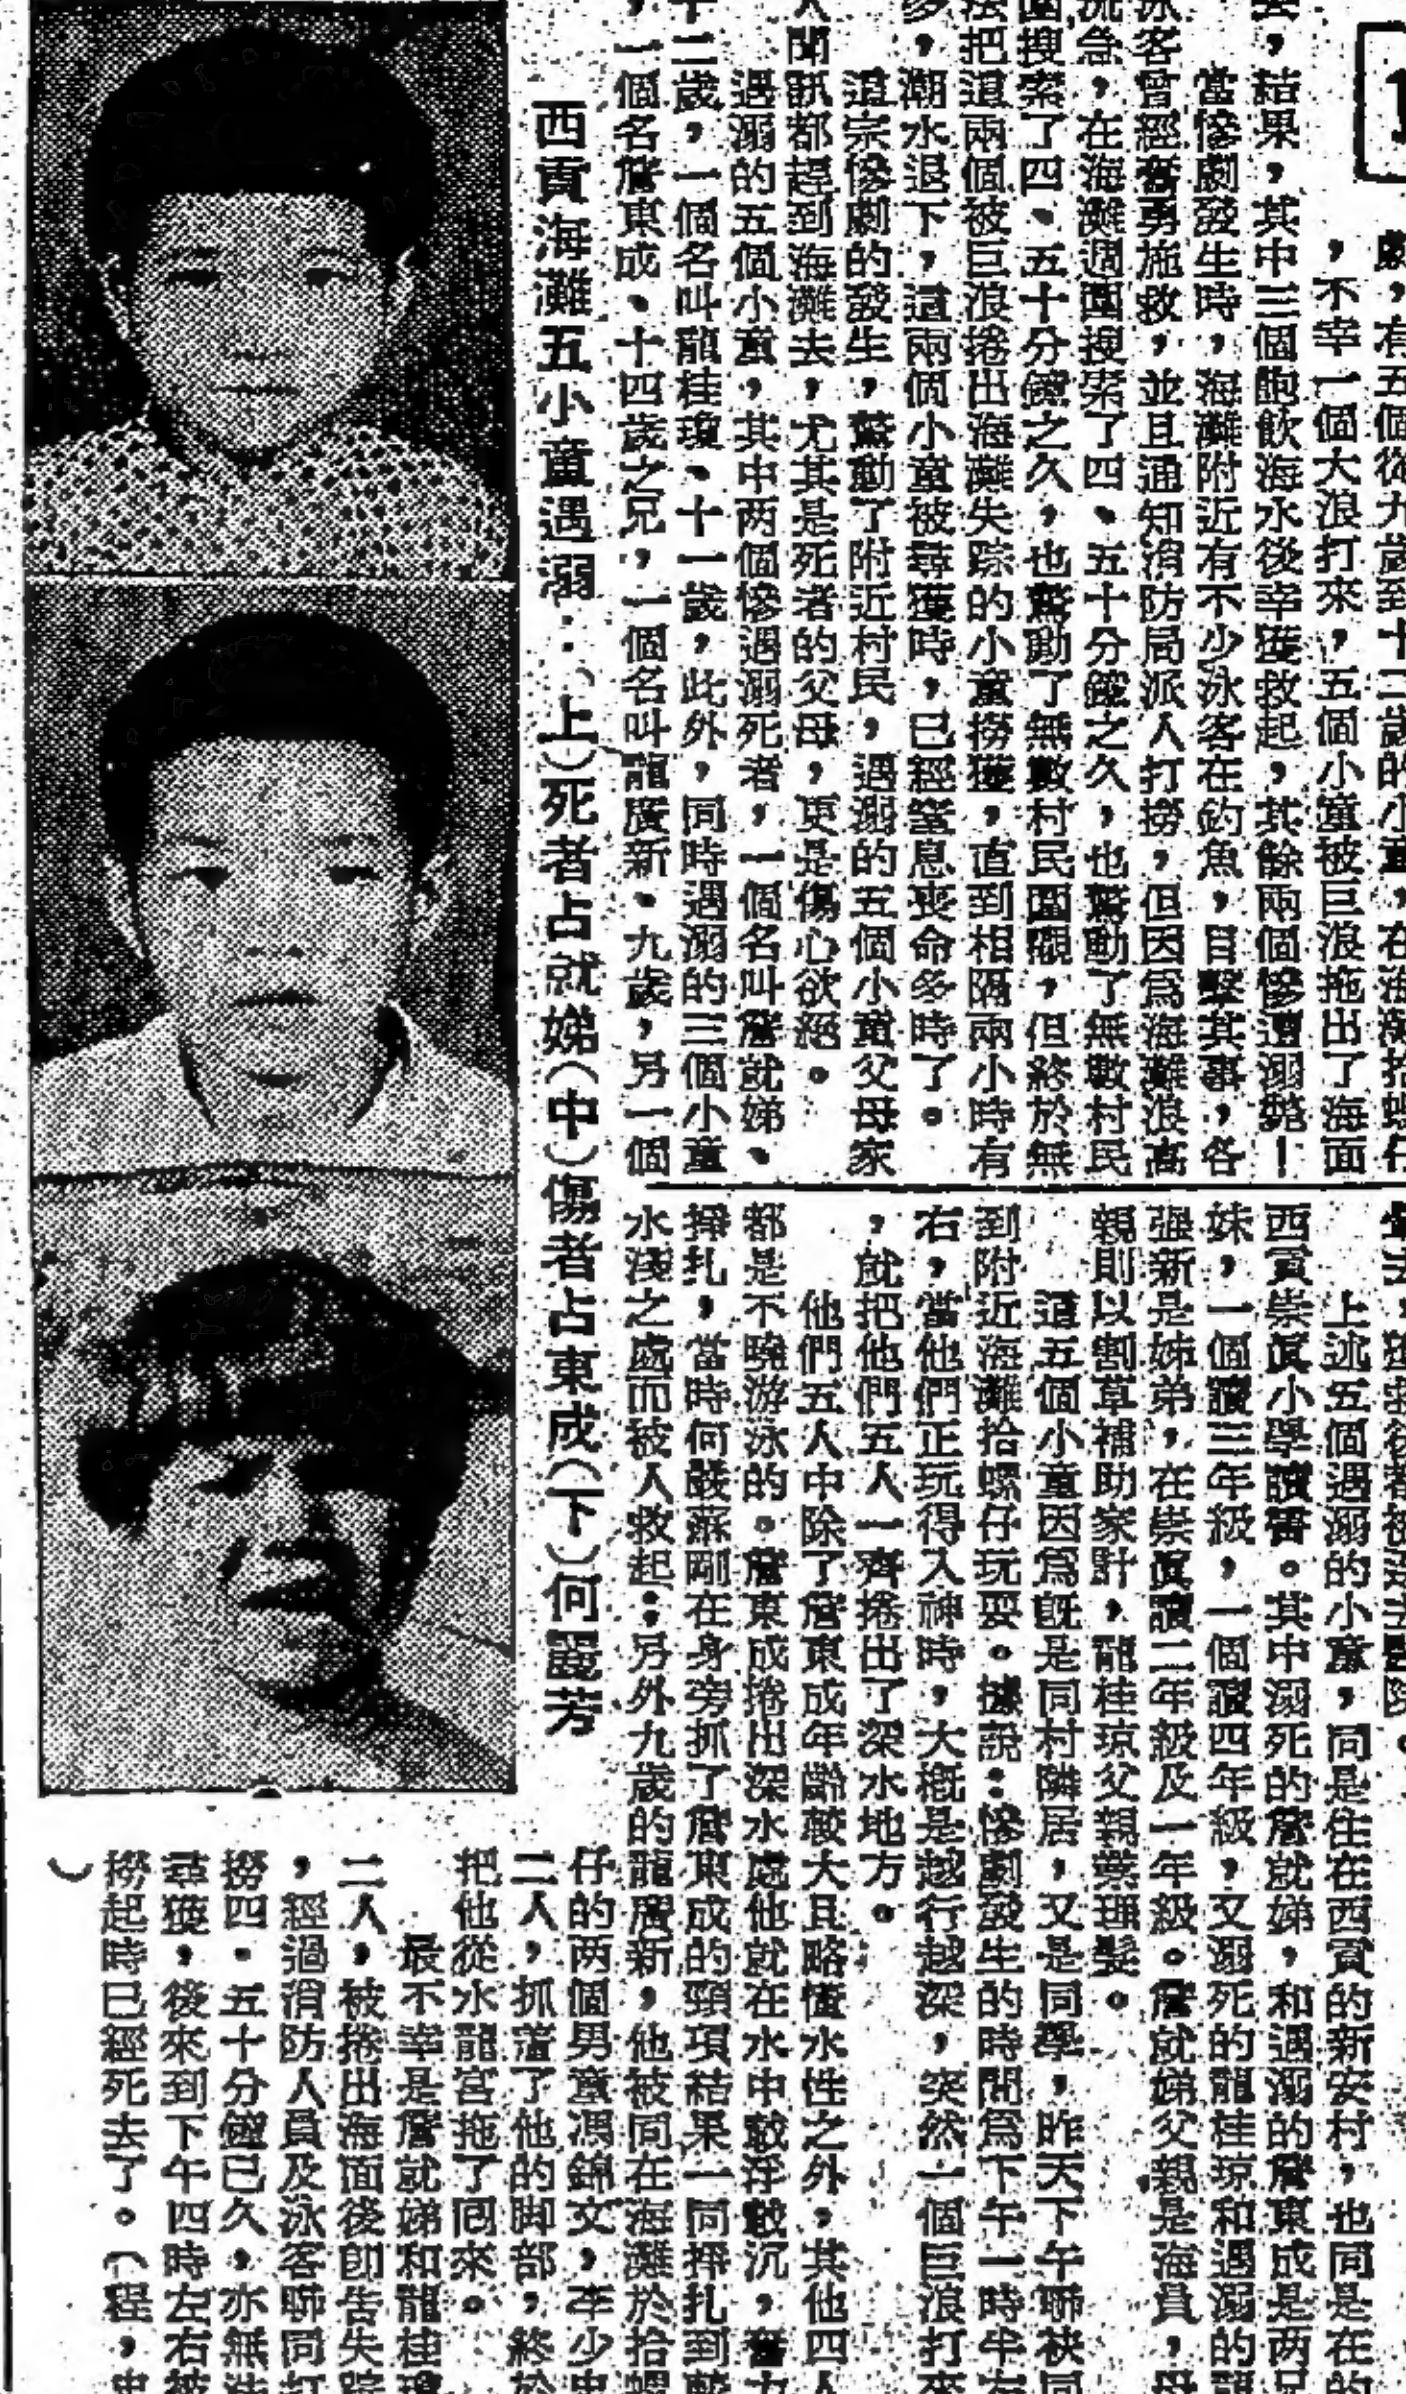 劇，有五個從九歲到十二歲的小童，在海灘拾螺仔
，不幸一個大浪打來，五個小童被巨浪拖出了海面
去，結果，其中三個飽飲海水後幸獲救起，其餘兩個慘遭溺斃！
當慘劇發生時，海灘附近有不少泳客在釣魚，目擊其事，各
泳客曾經奮勇施救，並且通知消防局派人打撈，但因爲海灘浪高
流急，在海灘週圍搜索了四、五十分鐘之久，也驚動了無數村民
圍搜索了四、五十分鐘之久，也驚動了無數村民圍觀，但終於無
法把這兩個被巨浪捲出海灘失踪的小童撈獲，直到相隔兩小時有
多，潮水退下，這兩個小童被尋獲時，已經窒息喪命多時了。
這宗慘劇的發生，驚動了附近村民，遇溺的五個小童父母家
人聞訊都趕到海灘去，尤其是死者的父母，更是傷心欲絕。
遇溺的五個小童，其中两個慘遇溺死者，一個名叫詹就娣、
十二歲，一個名叫龍桂瓊、十一歲，此外，同時遇溺的三個小童
，一個名詹東成、十四歲之兄，一個名叫龍廣新、九歲，另一個
西貢海灘五小童遇溺：（上）死者占就娣（中）傷者占東成（下）何麗芳
上述五個遇溺的小童，同是住在西貢的新安村，也同是在的
西貢崇眞小學讀書。其中溺死的詹就娣，和遇溺的詹東成是两兄
妹，一個讀三年級，一個讀四年級，又溺死的龍桂琼和遇溺的龍
强新是姊弟，在崇眞讀二年級及一年級。詹就娣父親是海員，母
親則以割草補助家計，龍桂琼父親業理髮。
這五個小童因爲旣是同村隣居，又是同學，昨天下午聯袂同
到附近海灘拾螺仔玩耍。據說：慘劇發生的時間爲下午一時半左
右，當他們正玩得入神時，大槪是越行越深，突然一個巨浪打來
，就把他們五人一齊捲出了深水地方。
他們五人中除了詹東成年齡較大且略懂水性之外，其他四人
都是不曉游泳的。詹東成捲出深水處他就在水中載浮載沉，奮力
掙扎，當時何
剛在身旁抓了詹東成的頸項結果一同掙扎到較
水淺之處而被人救起；另外九歲的龍廣新，他被同在海灘於拾螺
仔的两個男童馮錦文，李少忠
二人，抓着了他的脚部，終於
把他從水龍宮拖了回來。
最不幸是詹就娣和龍桂瓊
二人，被捲出海面後卽告失踪
，經過消防人員及泳客聯同打
撈四、五十分鐘已久，亦無法
尋獲，後來到下午四時左右被
撈起時已經死去了。（程，忠
）